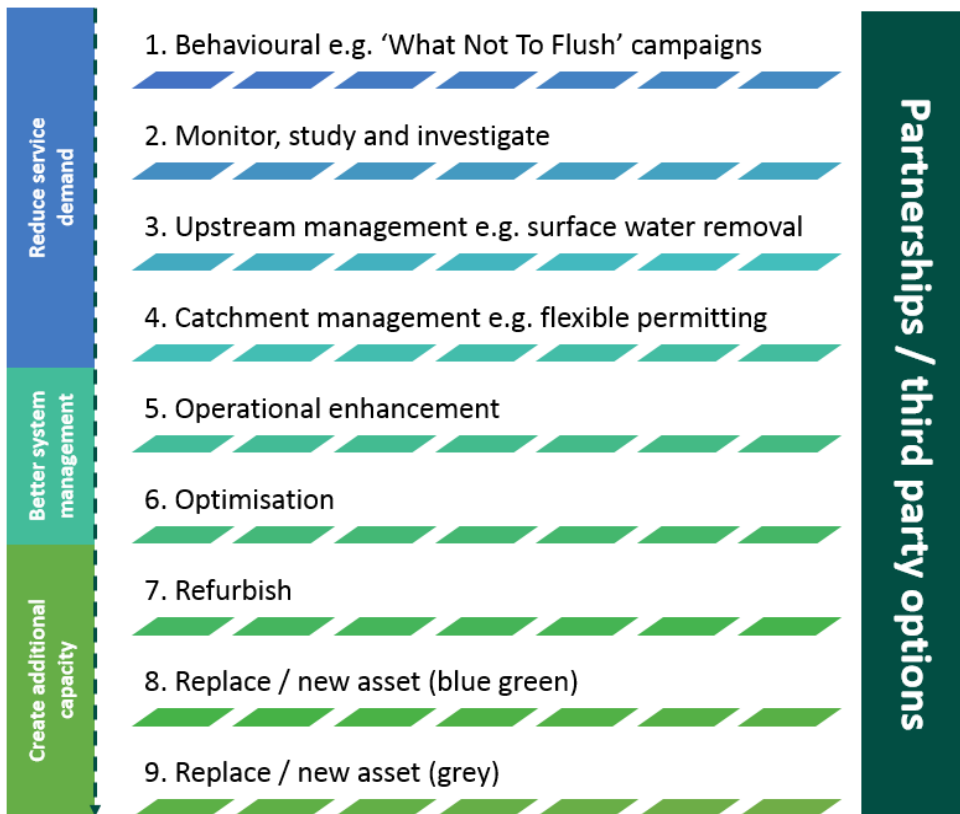 Reduce service
demand
Better system
management
Create additional
capacity
1. Behavioural e.g. ‘What Not To Flush’ campaigns
2. Monitor, study and investigate
3. Upstream management e.g. surface water removal
4. Catchment management e.g. flexible permitting
5. Operational enhancement
6. Optimisation
7. Refurbish
8. Replace / new asset (blue green)
9. Replace / new asset (grey)
Partnerships / third party options